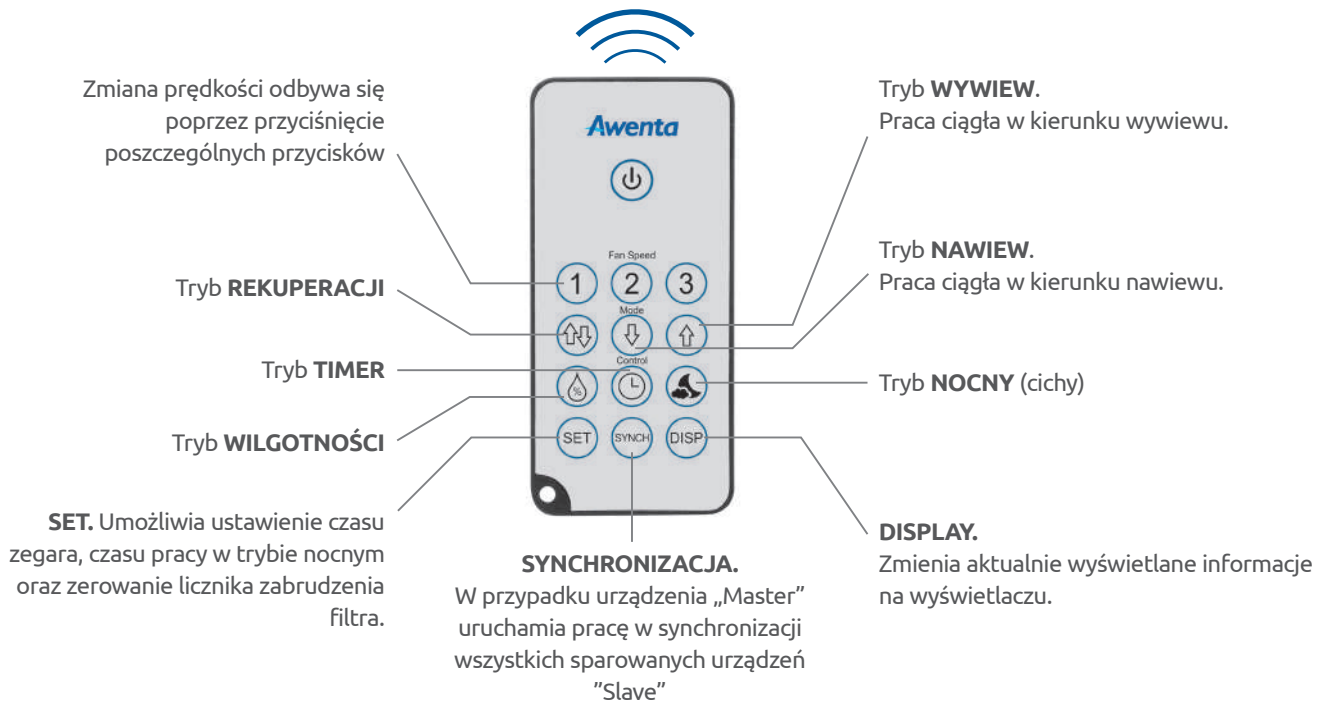 Zmiana prędkości odbywa się
poprzez przyciśnięcie
poszczególnych przycisków
Tryb REKUPERACJI
Tryb TIMER
Tryb WILGOTNOŚCI
SET. Umożliwia ustawienie czasu
zegara, czasu pracy w trybie nocnym
oraz zerowanie licznika zabrudzenia
filtra.
Awenta
Fan Speed
1 2 3
Mode
Control
%
SET SYNCH DISP
SYNCHRONIZACJA.
W przypadku urządzenia „Master”
uruchamia pracę w synchronizacji
wszystkich sparowanych urządzeń
”Slave”
Tryb WYWIEW.
Praca ciągła w kierunku wywiewu.
Tryb NAWIEW.
Praca ciągła w kierunku nawiewu.
Tryb NOCNY (cichy)
DISPLAY.
Zmienia aktualnie wyświetlane informacje
na wyświetlaczu.